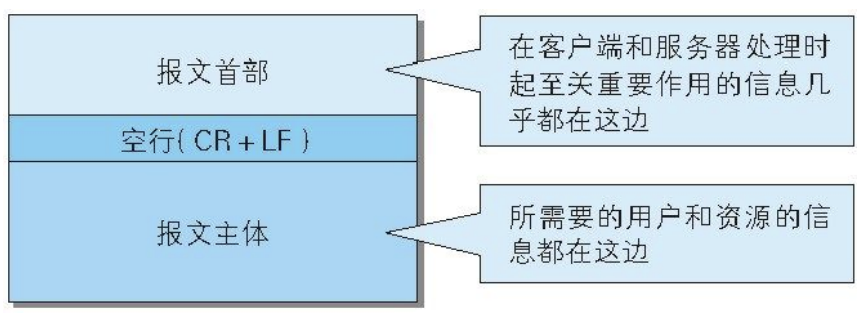 报文首部
在客户端和服务器处理时
起至关重要作用的信息几
乎都在这边
空行( CR + LF )
报文主体
所需要的用户和资源的信
息都在这边